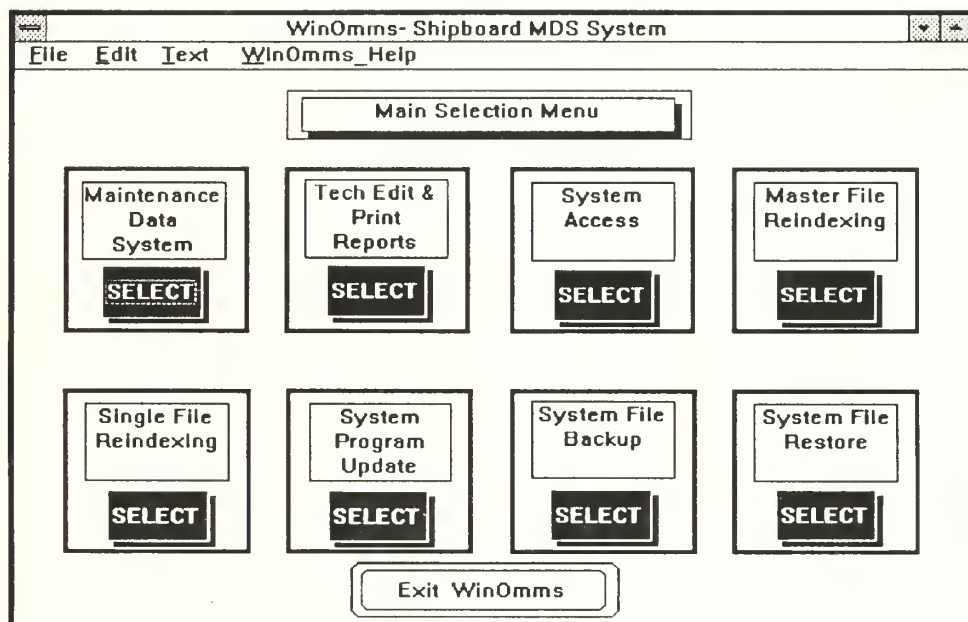 WinOmms- Shipboard MDS System
File Edit Text WinOmms_Help
Main Selection Menu
Maintenance
Data
System
SELECT
Tech Edit &
Print
Reports
SELECT
System
Access
SELECT
Master File
Reindexing
SELECT
Single File
Reindexing
SELECT
System
Program
Update
SELECT
System File
Backup
SELECT
System File
Restore
SELECT
Exit WinOmms